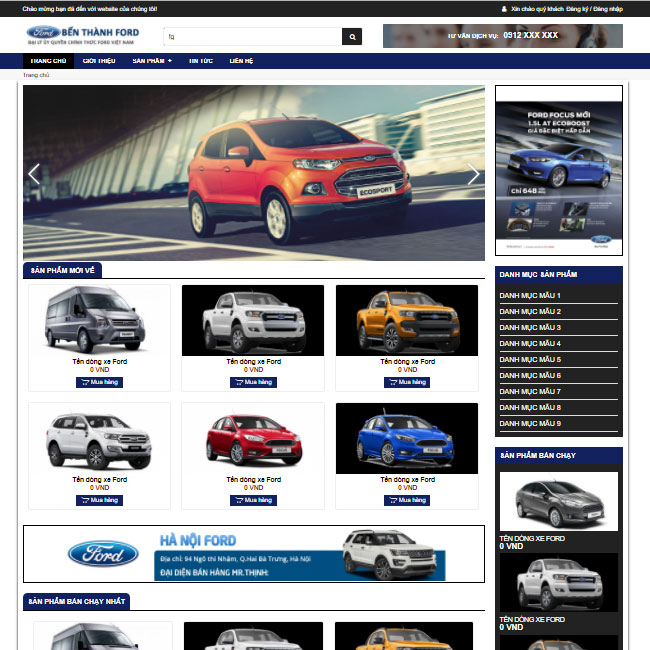 Chào mừng bạn đã đến với website của chúng tôi!
Xin chào quý khách Đăng ký / Đăng nhập
Ford BẾN THÀNH FORD
ĐẠI LÝ ỦY QUYỀN CHÍNH THỨC FORD VIỆT NAM
fq
TƯ VẤN DỊCH VỤ: 0912 XXX XXX
TRANG CHỦ GIỚI THIỆU SẢN PHẨM + TIN TỨC LIÊN HỆ
Trang chủ
ECOSPORT
FORD FOCUS MỚI
1.5L AT ECOBOOST
GIÁ ĐẶC BIỆT HẤP DẪN
Chỉ 648
Ford
SẢN PHẨM MỚI VỀ
Tên dòng xe Ford
0 VND
Mua hàng
Tên dòng xe Ford
0 VND
Mua hàng
Tên dòng xe Ford
0 VND
Mua hàng
Tên dòng xe Ford
0 VND
Mua hàng
Tên dòng xe Ford
0 VND
Mua hàng
Tên dòng xe Ford
0 VND
Mua hàng
DANH MỤC SẢN PHẨM
DANH MỤC MẪU 1
DANH MỤC MẪU 2
DANH MỤC MẪU 3
DANH MỤC MẪU 4
DANH MỤC MẪU 5
DANH MỤC MẪU 6
DANH MỤC MẪU 7
DANH MỤC MẪU 8
DANH MỤC MẪU 9
SẢN PHẨM BÁN CHẠY
TÊN DÒNG XE FORD
0 VND
TÊN DÒNG XE FORD
0 VND
Ford
HÀ NỘI FORD
Địa chỉ: 94 Ngô thì Nhậm, Q.Hai Bà Trưng, Hà Nội
ĐẠI DIỆN BÁN HÀNG MR.THỊNH:
SẢN PHẨM BÁN CHẠY NHẤT